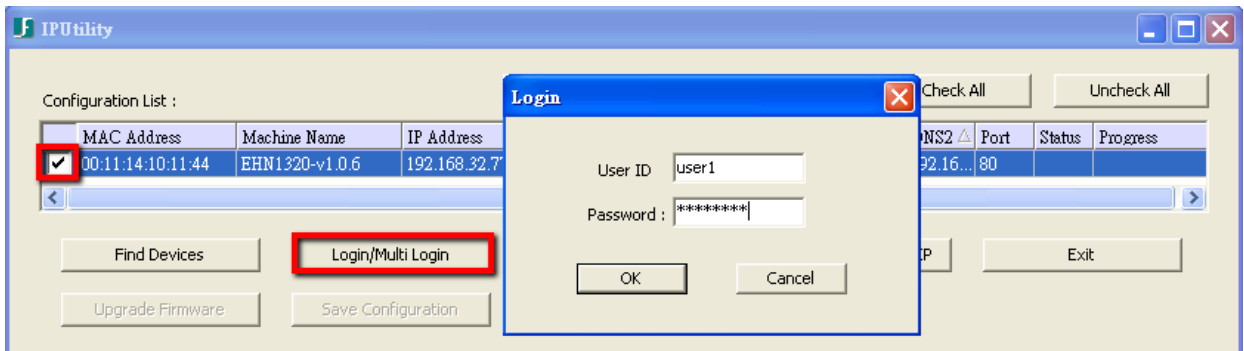 IPUtility
Check All Uncheck All
Configuration List :
Login
MAC Address Machine Name IP Address DNS2 Port Status Progress
00:11:14:10:11:44 EHN1320-v1.0.6 192.168.32.7 92.16... 80
User ID user1
Password : ********
Find Devices Login/Multi Login IP Exit
OK Cancel
Upgrade Firmware Save Configuration